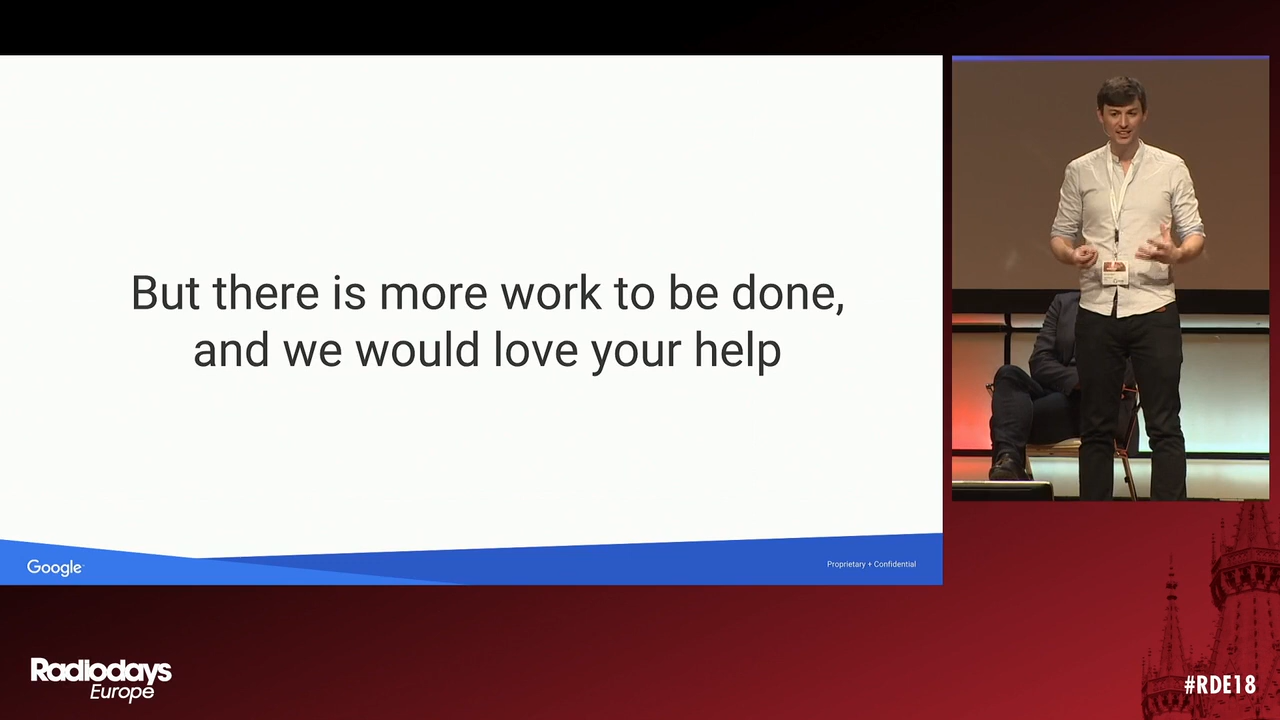 But there is more work to be done,
and we would love your help
Google
Proprietary + Confidential
Radiodays
Europe
#RDE18